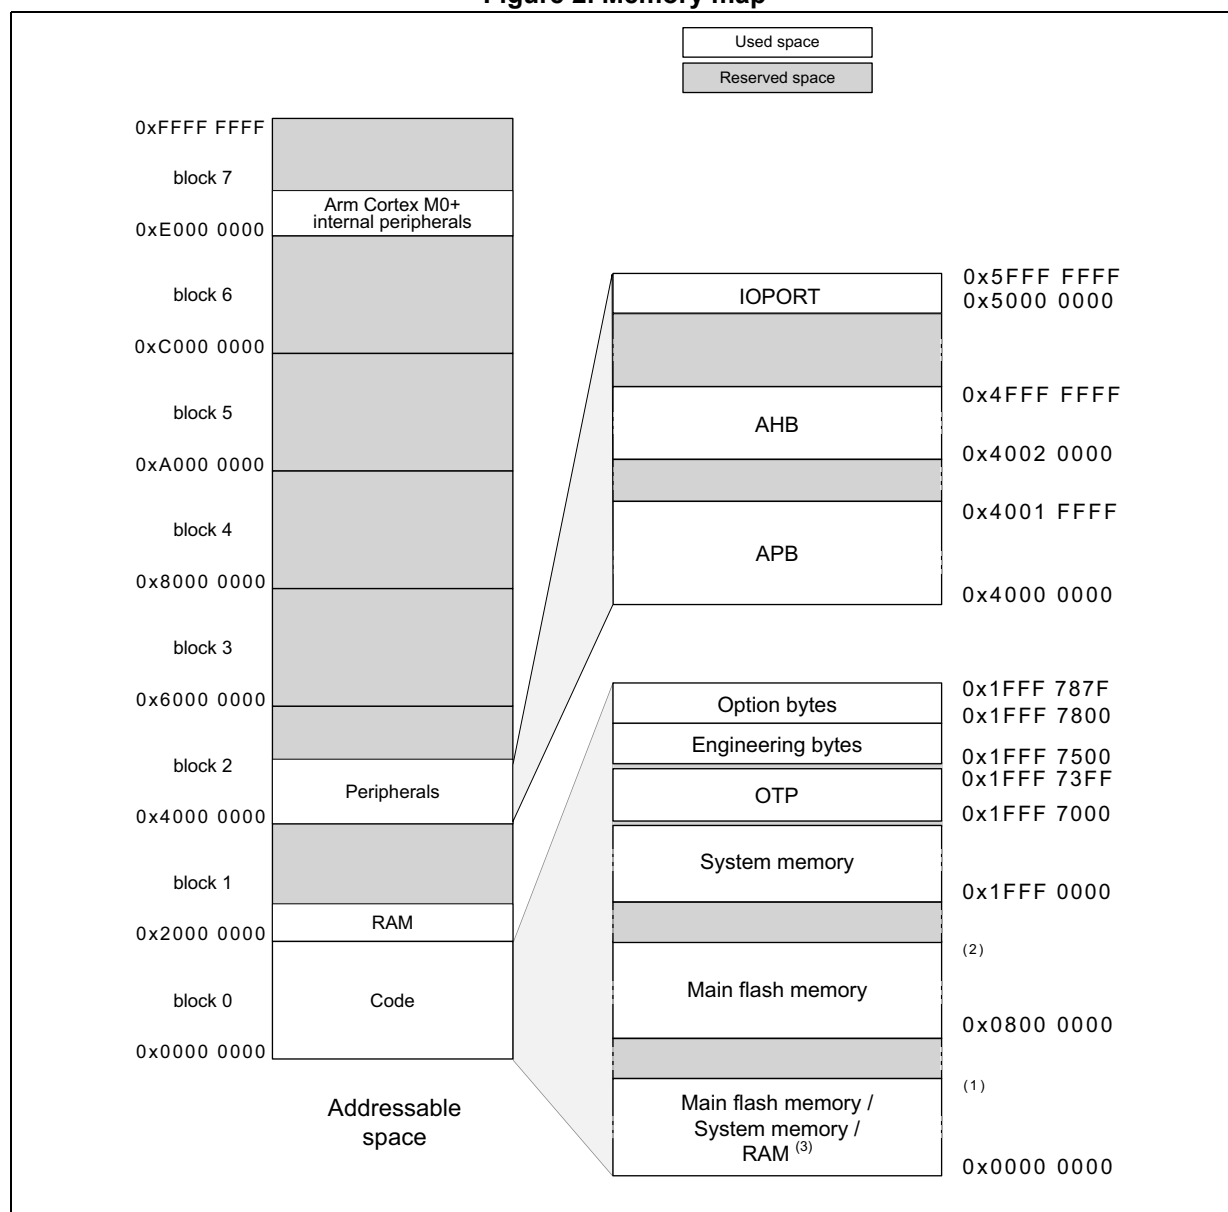 Figure 2. Memory map
Used space
Reserved space
0xFFFF FFFF
block 7
Arm Cortex M0+
internal peripherals
0xE000 0000
block 6
0xC000 0000
block 5
0xA000 0000
block 4
0x8000 0000
block 3
0x6000 0000
block 2
Peripherals
0x4000 0000
block 1
RAM
0x2000 0000
block 0
Code
0x0000 0000
Addressable
space
IOPORT
0x5FFF FFFF
0x5000 0000
0x4FFF FFFF
AHB
0x4002 0000
0x4001 FFFF
APB
0x4000 0000
0x1FFF 787F
Option bytes
0x1FFF 7800
Engineering bytes
0x1FFF 7500
0x1FFF 73FF
OTP
0x1FFF 7000
System memory
0x1FFF 0000
(2)
Main flash memory
0x0800 0000
(1)
Main flash memory /
System memory /
RAM (3)
0x0000 0000